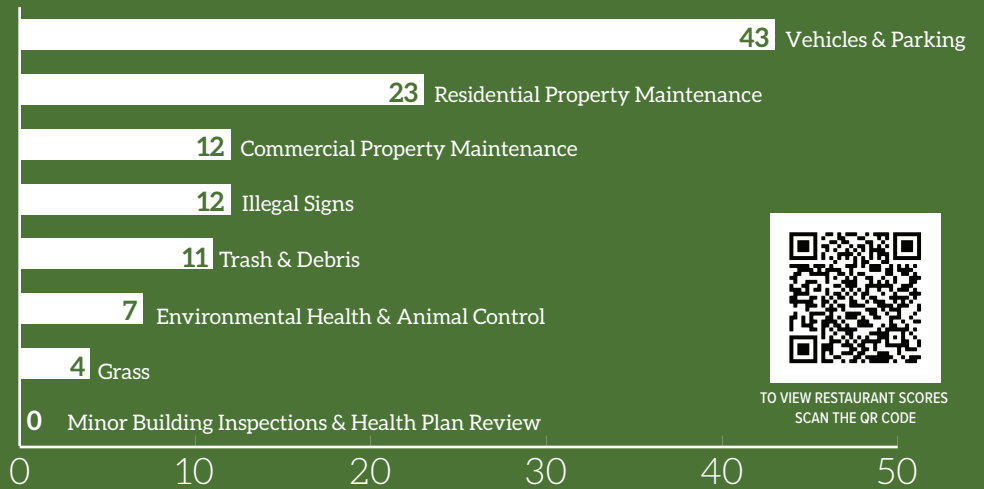 43 Vehicles & Parking
23 Residential Property Maintenance
12 Commercial Property Maintenance
12 Illegal Signs
11 Trash & Debris
7 Environmental Health & Animal Control
4 Grass
0 Minor Building Inspections & Health Plan Review
TO VIEW RESTAURANT SCORES
SCAN THE QR CODE
0 10 20 30 40 50